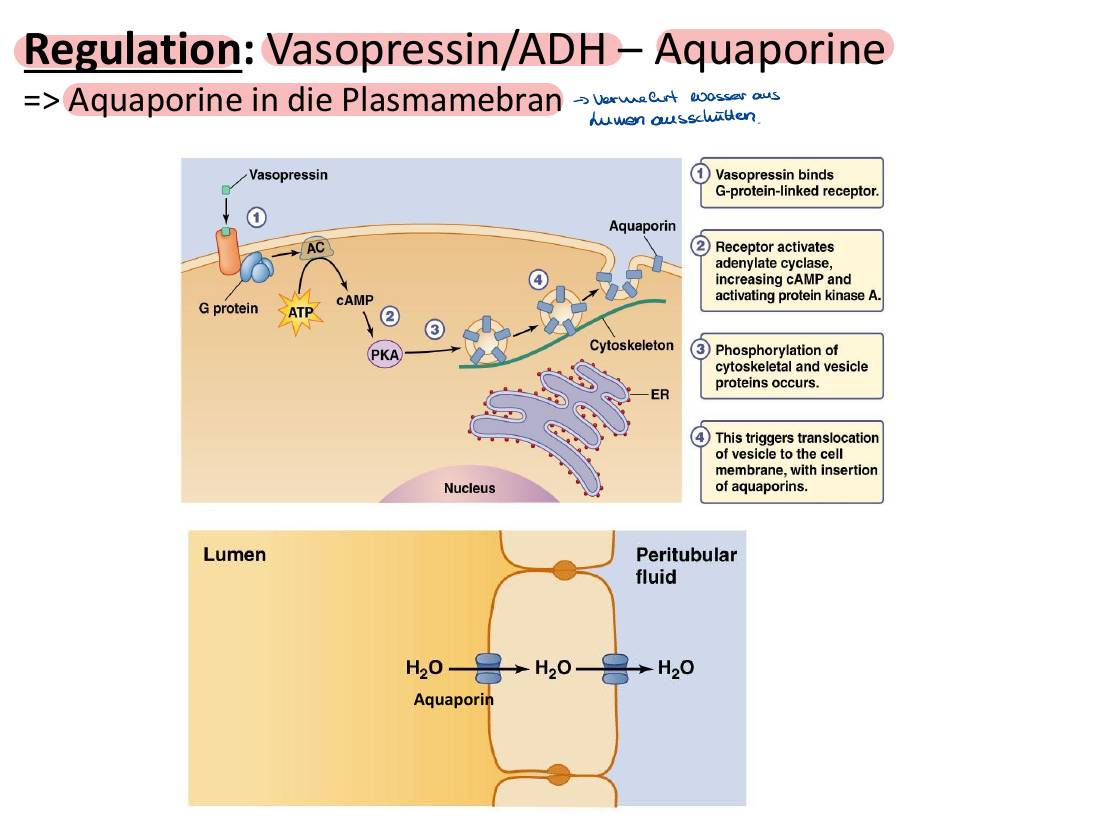 Regulation: Vasopressin/ADH – Aquaporine
=> Aquaporine in die Plasmamebran
→ vermehrt wasser aus
Lumen ausschütten.
Vasopressin
1
AC
G protein
ATP
cAMP
2
PKA
3
4
Aquaporin
Cytoskeleton
ER
Nucleus
1 Vasopressin binds
G-protein-linked receptor.
2 Receptor activates
adenylate cyclase,
increasing cAMP and
activating protein kinase A.
3 Phosphorylation of
cytoskeletal and vesicle
proteins occurs.
4 This triggers translocation
of vesicle to the cell
membrane, with insertion
of aquaporins.
Lumen
Peritubular
fluid
H₂O H₂O H₂O
Aquaporin